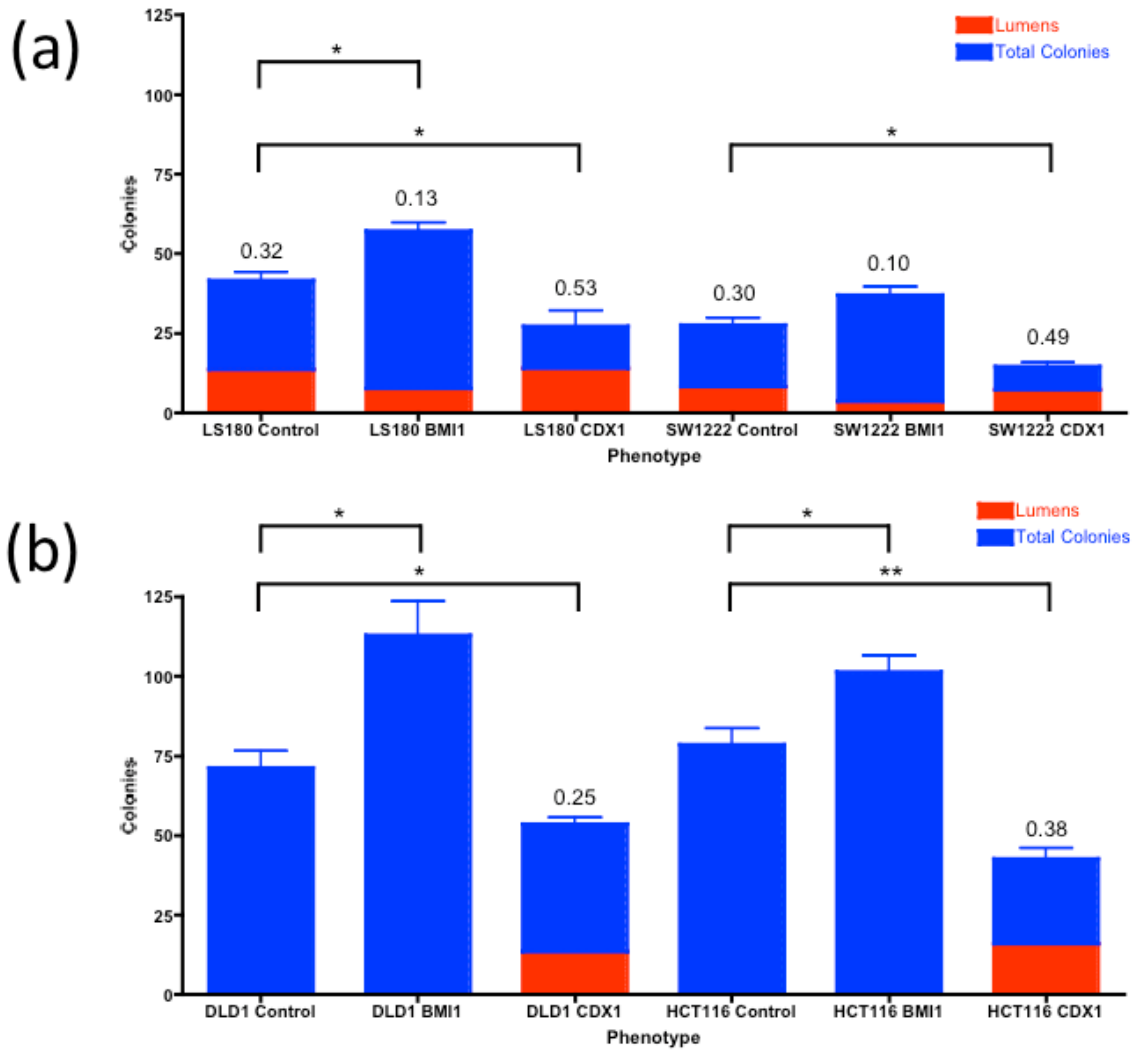 (a)
Lumens
Total Colonies
Colonies
125
100
75
50
25
0
*
*
*
0.32
0.13
0.53
0.30
0.10
0.49
LS180 Control LS180 BMI1 LS180 CDX1 SW1222 Control SW1222 BMI1 SW1222 CDX1
Phenotype
(b)
Lumens
Total Colonies
Colonies
125
100
75
50
25
0
*
*
*
**
0.25
0.38
DLD1 Control DLD1 BMI1 DLD1 CDX1 HCT116 Control HCT116 BMI1 HCT116 CDX1
Phenotype